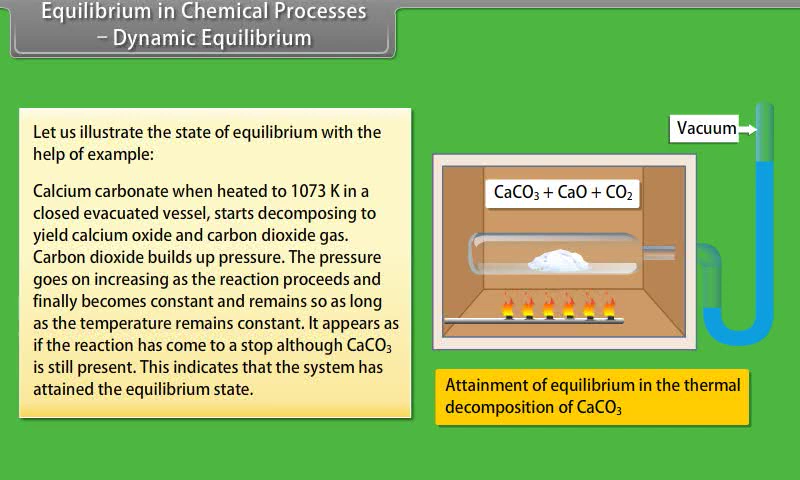 Equilibrium in Chemical Processes
– Dynamic Equilibrium
Let us illustrate the state of equilibrium with the
help of example:
Calcium carbonate when heated to 1073 K in a
closed evacuated vessel, starts decomposing to
yield calcium oxide and carbon dioxide gas.
Carbon dioxide builds up pressure. The pressure
goes on increasing as the reaction proceeds and
finally becomes constant and remains so as long
as the temperature remains constant. It appears as
if the reaction has come to a stop although CaCO₃
is still present. This indicates that the system has
attained the equilibrium state.
Vacuum
CaCO₃ + CaO + CO₂
Attainment of equilibrium in the thermal
decomposition of CaCO₃